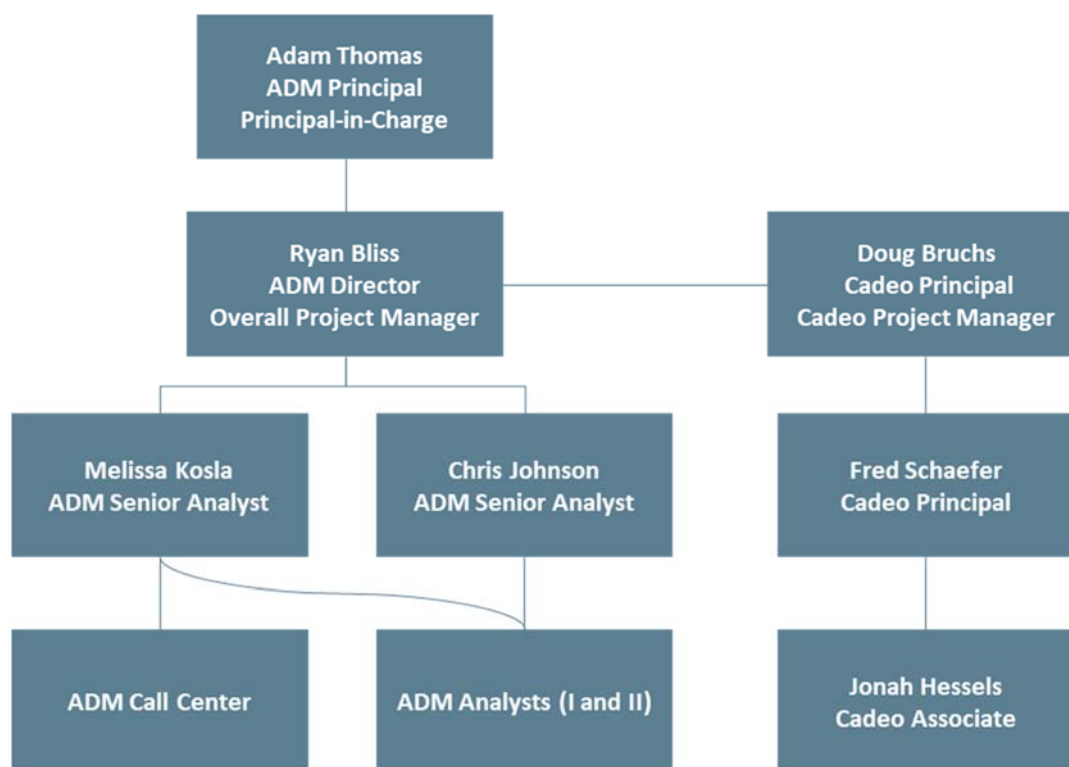 Adam Thomas
ADM Principal
Principal-in-Charge
Ryan Bliss
ADM Director
Overall Project Manager
Doug Bruchs
Cadeo Principal
Cadeo Project Manager
Melissa Kosla
ADM Senior Analyst
Chris Johnson
ADM Senior Analyst
Fred Schaefer
Cadeo Principal
ADM Call Center
ADM Analysts (I and II)
Jonah Hessels
Cadeo Associate